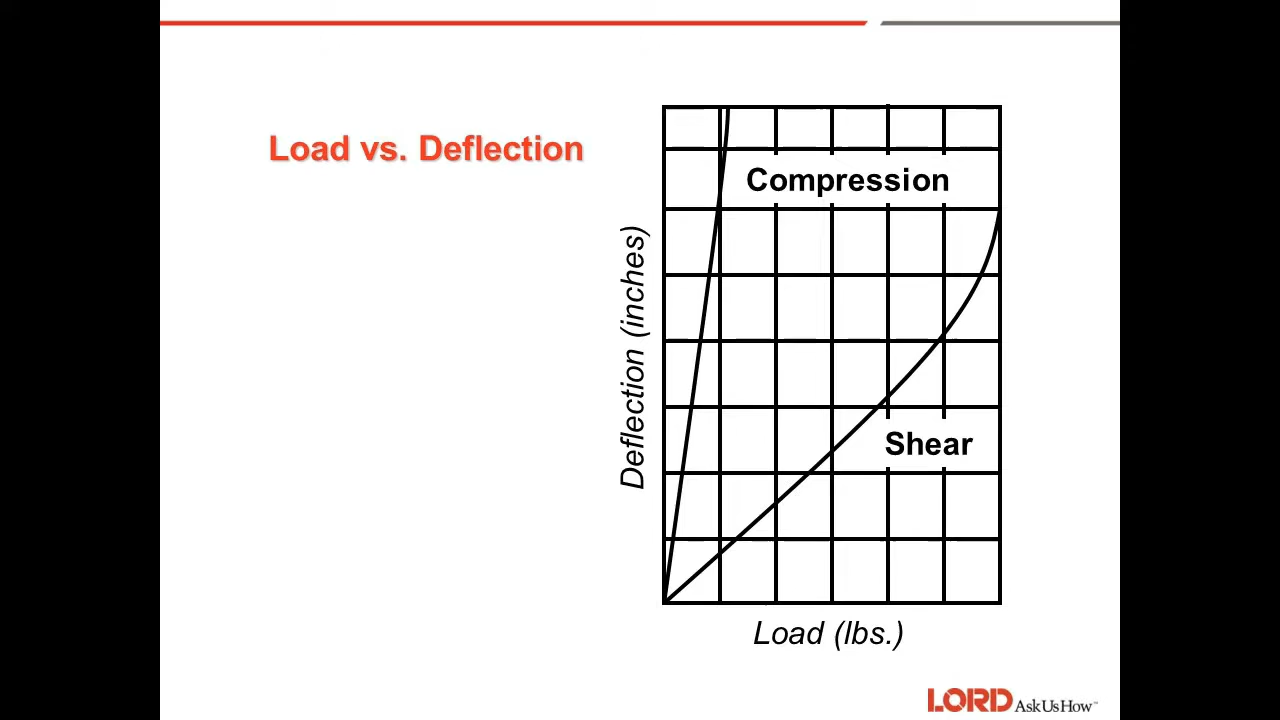 Load vs. Deflection
Compression
Deflection (inches)
Shear
Load (lbs.)
LORD AskUsHow™